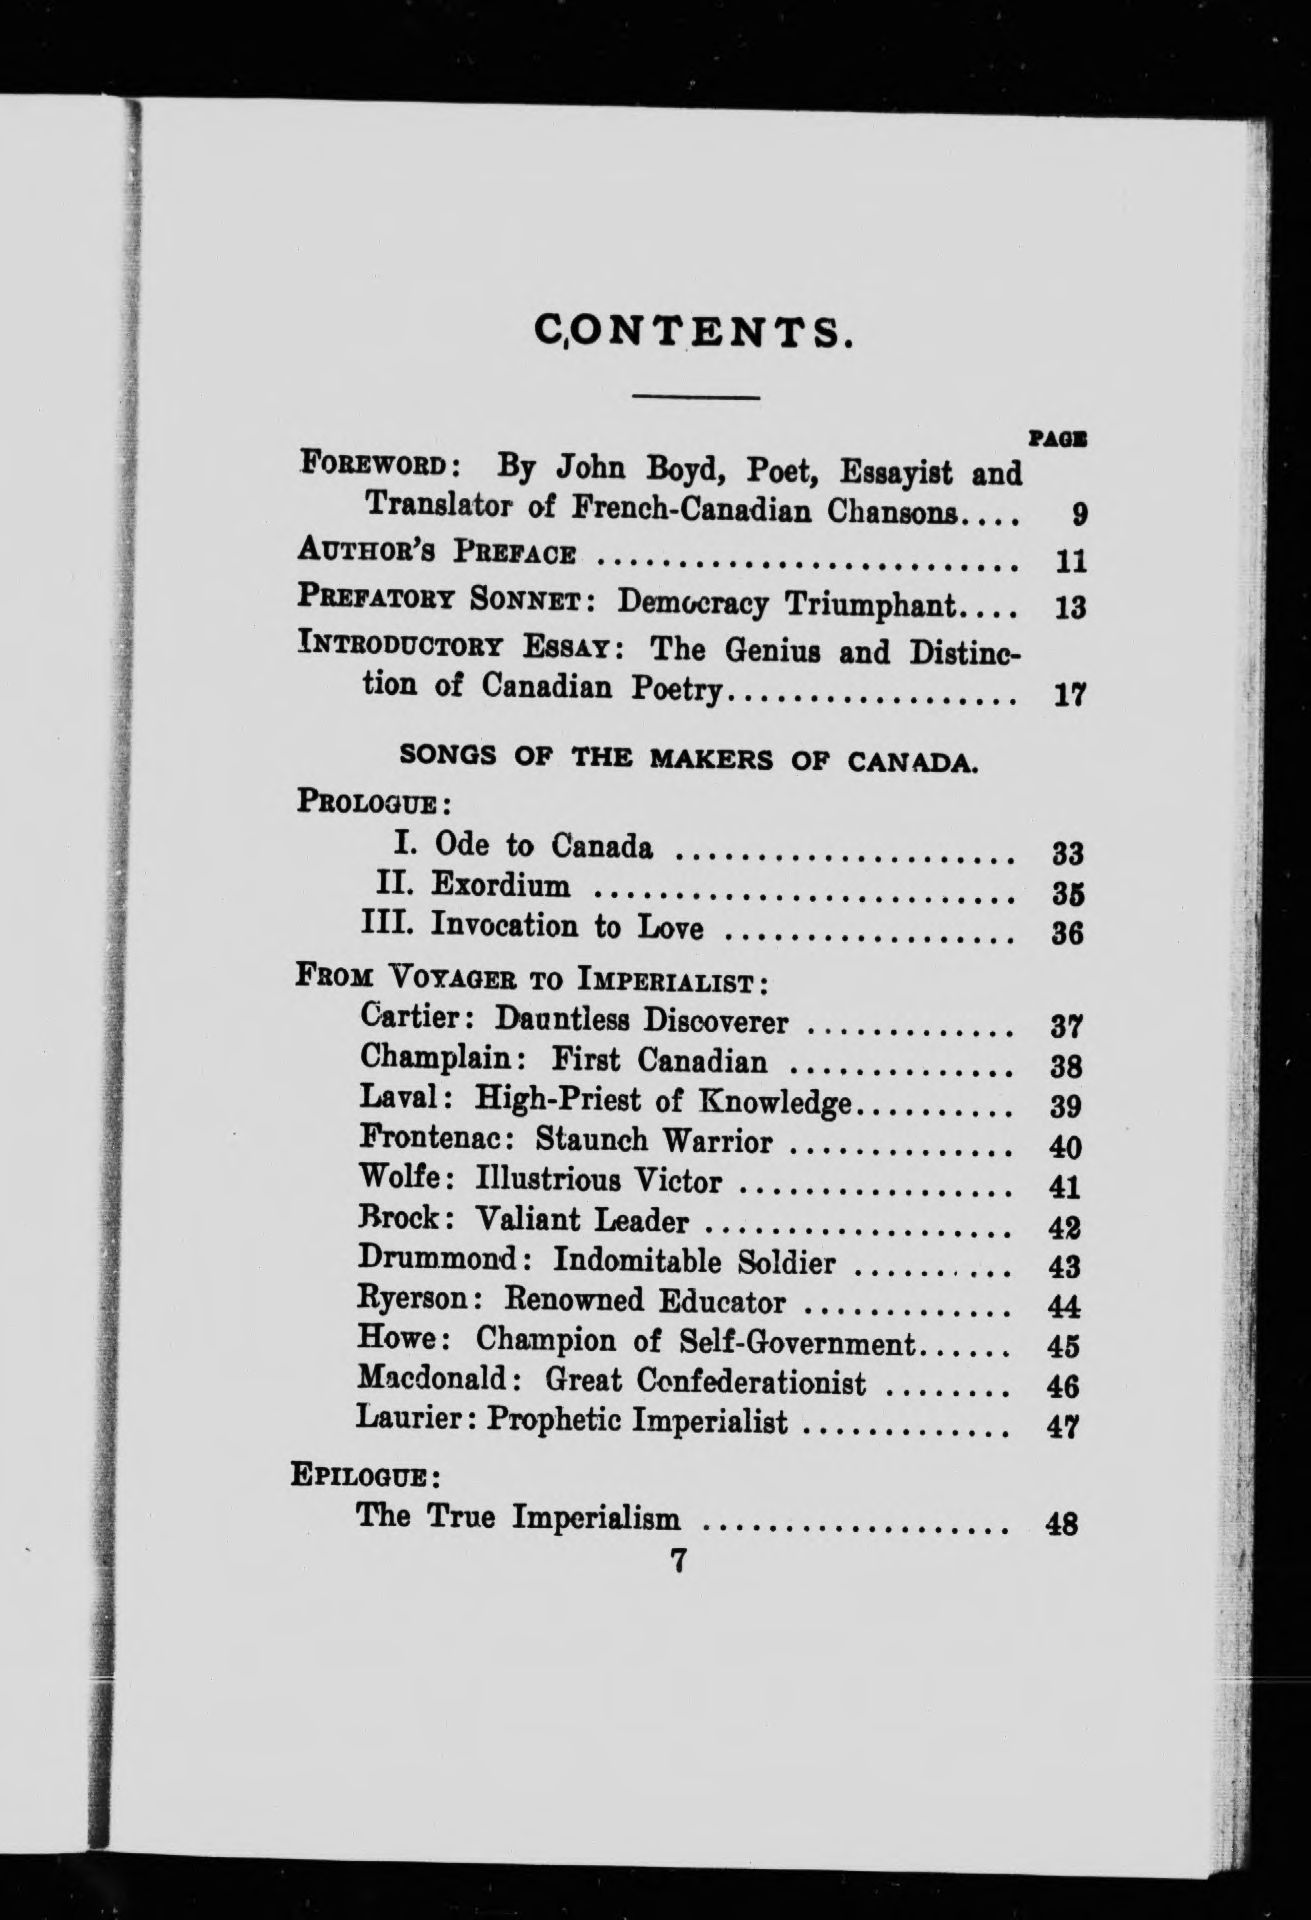 CONTENTS.
PAGE
FOREWORD: By John Boyd, Poet, Essayist and
Translator of French-Canadian Chansons.... 9
AUTHOR'S PREFACE .......................... 11
PREFATORY SONNET: Democracy Triumphant.... 13
INTRODUCTORY ESSAY: The Genius and Distinc-
tion of Canadian Poetry.................. 17
SONGS OF THE MAKERS OF CANADA.
PROLOGUE:
I. Ode to Canada ..................... 33
II. Exordium .......................... 35
III. Invocation to Love .................. 36
FROM VOYAGER TO IMPERIALIST:
Cartier: Dauntless Discoverer ............. 37
Champlain: First Canadian .............. 38
Laval: High-Priest of Knowledge.......... 39
Frontenac: Staunch Warrior .............. 40
Wolfe: Illustrious Victor ................. 41
Brock: Valiant Leader ................... 42
Drummond: Indomitable Soldier .......... 43
Ryerson: Renowned Educator ............. 44
Howe: Champion of Self-Government...... 45
Macdonald: Great Confederationist ........ 46
Laurier: Prophetic Imperialist ............. 47
EPILOGUE:
The True Imperialism ................... 48
7